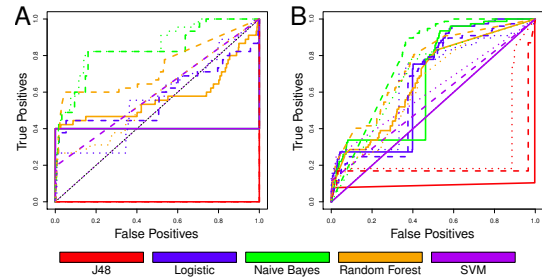 A
B
True Positives
1.0
0.8
0.6
0.4
0.2
0.0
0.0 0.2 0.4 0.6 0.8 1.0
False Positives
True Positives
1.0
0.8
0.6
0.4
0.2
0.0
0.0 0.2 0.4 0.6 0.8 1.0
False Positives
J48 Logistic Naive Bayes Random Forest SVM